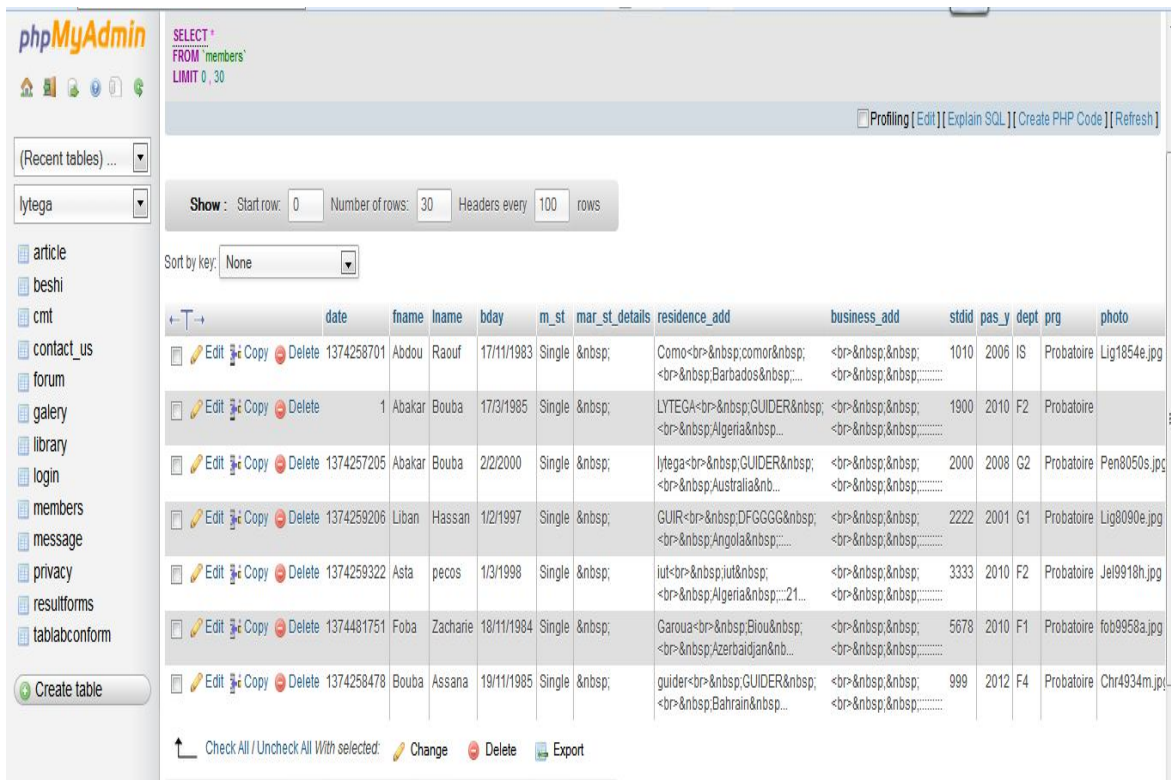 phpMyAdmin
(Recent tables) ...
lytega
article
beshi
cmt
contact_us
forum
galery
library
login
members
message
privacy
resultforms
tablabconform
Create table
SELECT *
FROM `members`
LIMIT 0 , 30
Profiling [ Edit ] [ Explain SQL ] [ Create PHP Code ] [ Refresh ]
Show : Start row: 0 Number of rows: 30 Headers every 100 rows
Sort by key: None
←T→ date fname lname bday m_st mar_st_details residence_add business_add stdid pas_y dept prg photo
Edit Copy Delete 1374258701 Abdou Raouf 17/11/1983 Single &nbsp; Como<br>&nbsp;comor&nbsp; <br>&nbsp;&nbsp; 1010 2006 IS Probatoire Lig1854e.jpg
<br>&nbsp;Barbados&nbsp;:... <br>&nbsp;&nbsp;:::::::::
Edit Copy Delete 1 Abakar Bouba 17/3/1985 Single &nbsp; LYTEGA<br>&nbsp;GUIDER&nbsp; <br>&nbsp;&nbsp; 1900 2010 F2 Probatoire
<br>&nbsp;Algeria&nbsp... <br>&nbsp;&nbsp;:::::::::
Edit Copy Delete 1374257205 Abakar Bouba 2/2/2000 Single &nbsp; lytega<br>&nbsp;GUIDER&nbsp; <br>&nbsp;&nbsp; 2000 2008 G2 Probatoire Pen8050s.jpg
<br>&nbsp;Australia&nb... <br>&nbsp;&nbsp;:::::::::
Edit Copy Delete 1374259206 Liban Hassan 1/2/1997 Single &nbsp; GUIR<br>&nbsp;DFGGGG&nbsp; <br>&nbsp;&nbsp; 2222 2001 G1 Probatoire Lig8090e.jpg
<br>&nbsp;Angola&nbsp;::... <br>&nbsp;&nbsp;:::::::::
Edit Copy Delete 1374259322 Asta pecos 1/3/1998 Single &nbsp; iut<br>&nbsp;iut&nbsp; <br>&nbsp;&nbsp; 3333 2010 F2 Probatoire Jel9918h.jpg
<br>&nbsp;Algeria&nbsp;:::21... <br>&nbsp;&nbsp;:::::::::
Edit Copy Delete 1374481751 Foba Zacharie 18/11/1984 Single &nbsp; Garoua<br>&nbsp;Biou&nbsp; <br>&nbsp;&nbsp; 5678 2010 F1 Probatoire fob9958a.jpg
<br>&nbsp;Azerbaidjan&nb... <br>&nbsp;&nbsp;:::::::::
Edit Copy Delete 1374258478 Bouba Assana 19/11/1985 Single &nbsp; guider<br>&nbsp;GUIDER&nbsp; <br>&nbsp;&nbsp; 999 2012 F4 Probatoire Chr4934m.jpg
<br>&nbsp;Bahrain&nbsp... <br>&nbsp;&nbsp;:::::::::
Check All / Uncheck All With selected: Change Delete Export